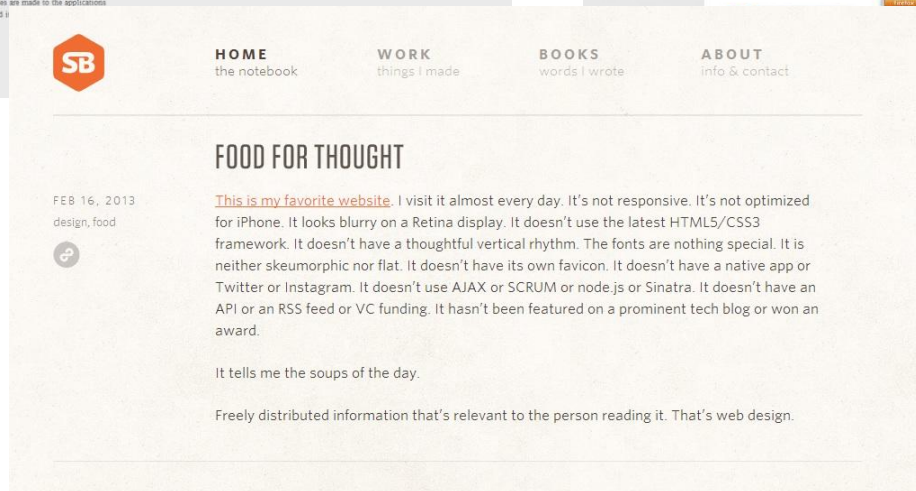 es are made to the applications
firefox
SB
HOME WORK BOOKS ABOUT
the notebook things I made words I wrote info & contact
FOOD FOR THOUGHT
FEB 16, 2013
design, food
This is my favorite website. I visit it almost every day. It's not responsive. It's not optimized
for iPhone. It looks blurry on a Retina display. It doesn't use the latest HTML5/CSS3
framework. It doesn't have a thoughtful vertical rhythm. The fonts are nothing special. It is
neither skeumorphic nor flat. It doesn't have its own favicon. It doesn't have a native app or
Twitter or Instagram. It doesn't use AJAX or SCRUM or node.js or Sinatra. It doesn't have an
API or an RSS feed or VC funding. It hasn't been featured on a prominent tech blog or won an
award.
It tells me the soups of the day.
Freely distributed information that's relevant to the person reading it. That's web design.